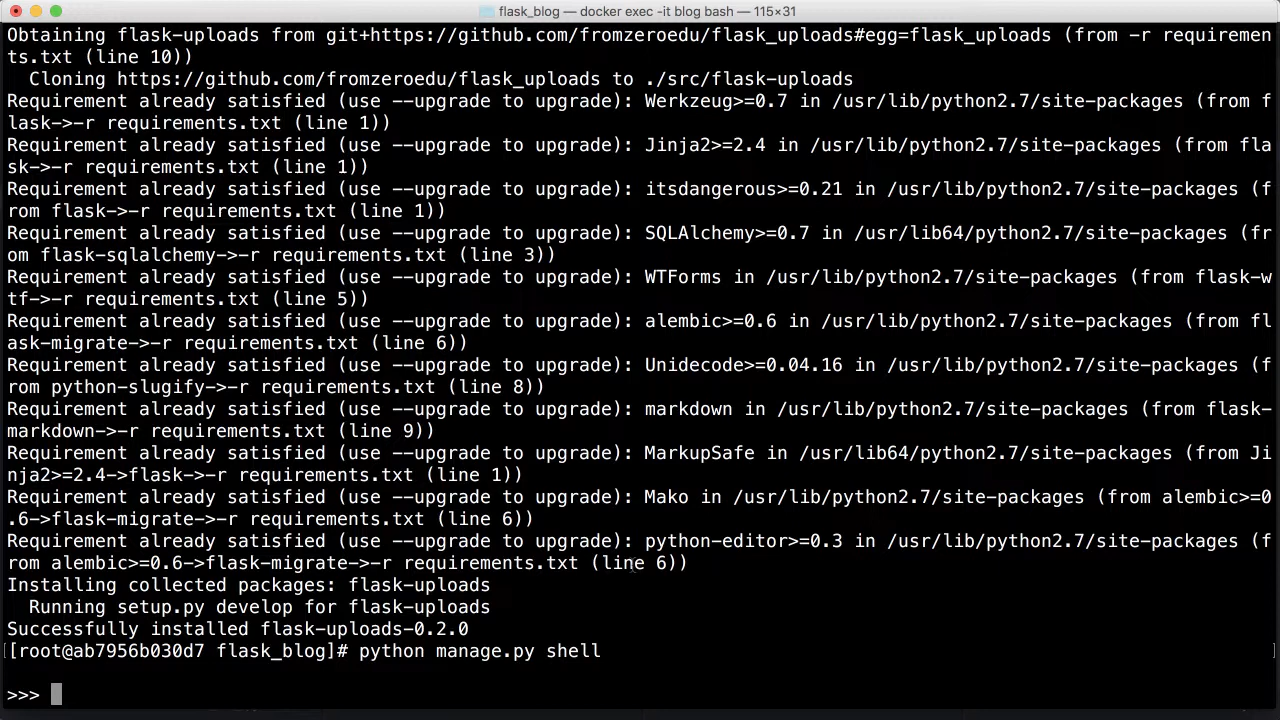 flask_blog — docker exec -it blog bash — 115×31
Obtaining flask-uploads from git+https://github.com/fromzeroedu/flask_uploads#egg=flask_uploads (from -r requiremen
ts.txt (line 10))
  Cloning https://github.com/fromzeroedu/flask_uploads to ./src/flask-uploads
Requirement already satisfied (use --upgrade to upgrade): Werkzeug>=0.7 in /usr/lib/python2.7/site-packages (from f
lask->-r requirements.txt (line 1))
Requirement already satisfied (use --upgrade to upgrade): Jinja2>=2.4 in /usr/lib/python2.7/site-packages (from fla
sk->-r requirements.txt (line 1))
Requirement already satisfied (use --upgrade to upgrade): itsdangerous>=0.21 in /usr/lib/python2.7/site-packages (f
rom flask->-r requirements.txt (line 1))
Requirement already satisfied (use --upgrade to upgrade): SQLAlchemy>=0.7 in /usr/lib64/python2.7/site-packages (fr
om flask-sqlalchemy->-r requirements.txt (line 3))
Requirement already satisfied (use --upgrade to upgrade): WTForms in /usr/lib/python2.7/site-packages (from flask-w
tf->-r requirements.txt (line 5))
Requirement already satisfied (use --upgrade to upgrade): alembic>=0.6 in /usr/lib/python2.7/site-packages (from fl
ask-migrate->-r requirements.txt (line 6))
Requirement already satisfied (use --upgrade to upgrade): Unidecode>=0.04.16 in /usr/lib/python2.7/site-packages (f
rom python-slugify->-r requirements.txt (line 8))
Requirement already satisfied (use --upgrade to upgrade): markdown in /usr/lib/python2.7/site-packages (from flask-
markdown->-r requirements.txt (line 9))
Requirement already satisfied (use --upgrade to upgrade): MarkupSafe in /usr/lib64/python2.7/site-packages (from Ji
nja2>=2.4->flask->-r requirements.txt (line 1))
Requirement already satisfied (use --upgrade to upgrade): Mako in /usr/lib/python2.7/site-packages (from alembic>=0
.6->flask-migrate->-r requirements.txt (line 6))
Requirement already satisfied (use --upgrade to upgrade): python-editor>=0.3 in /usr/lib/python2.7/site-packages (f
rom alembic>=0.6->flask-migrate->-r requirements.txt (line 6))
Installing collected packages: flask-uploads
  Running setup.py develop for flask-uploads
Successfully installed flask-uploads-0.2.0
[[root@ab7956b030d7 flask_blog]# python manage.py shell ]
>>>